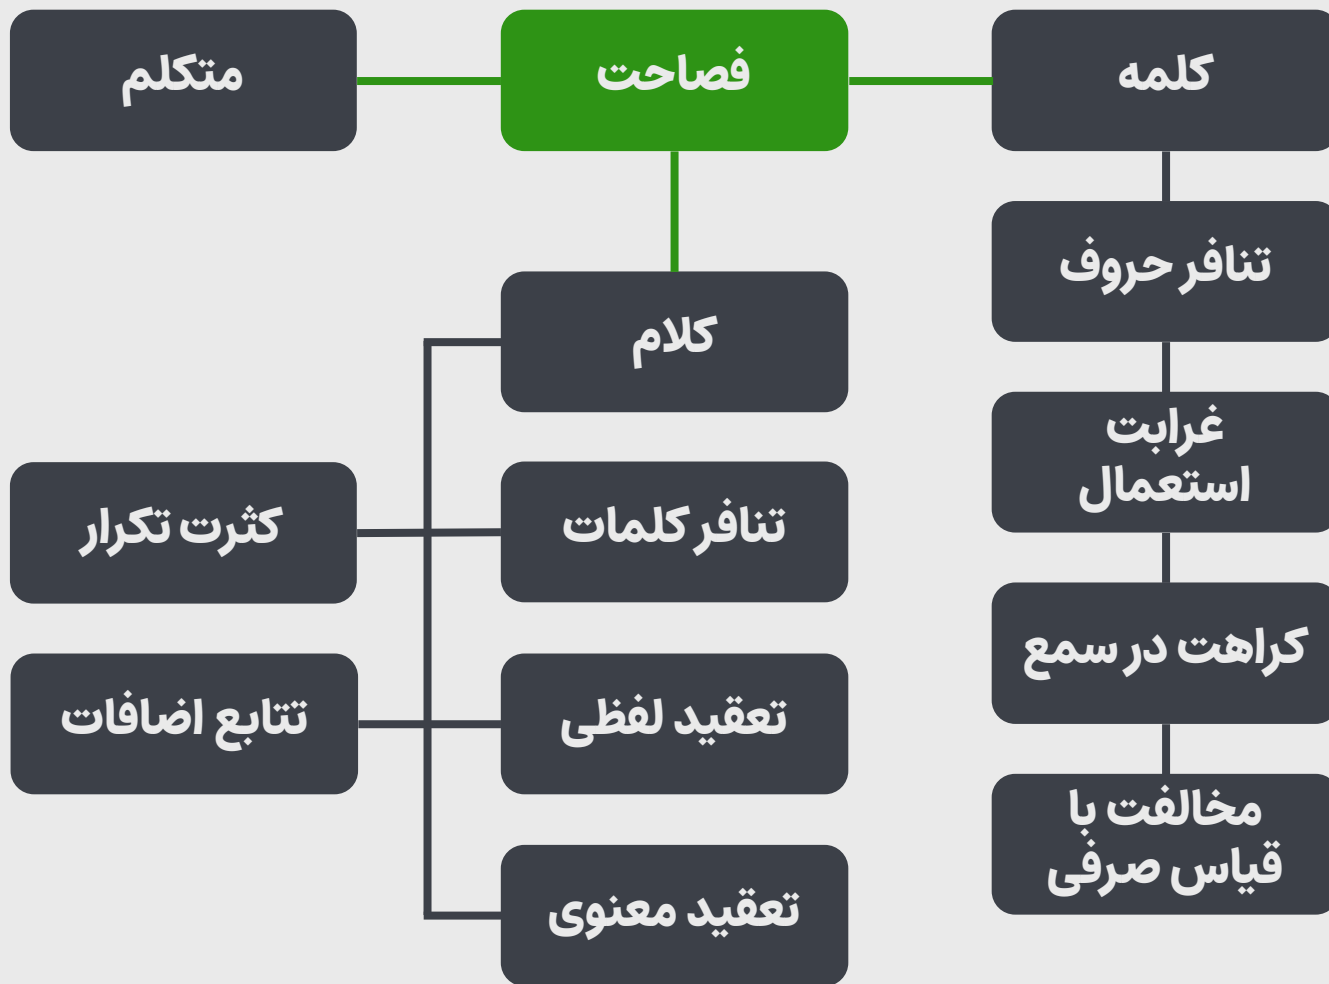 کلمه
فصاحت
متکلم
تنافر حروف
غرابت
استعمال
کراهت در سمع
مخالفت با
قیاس صرفی
کلام
تنافر کلمات
تعقید لفظی
تعقید معنوی
کثرت تکرار
تتابع اضافات